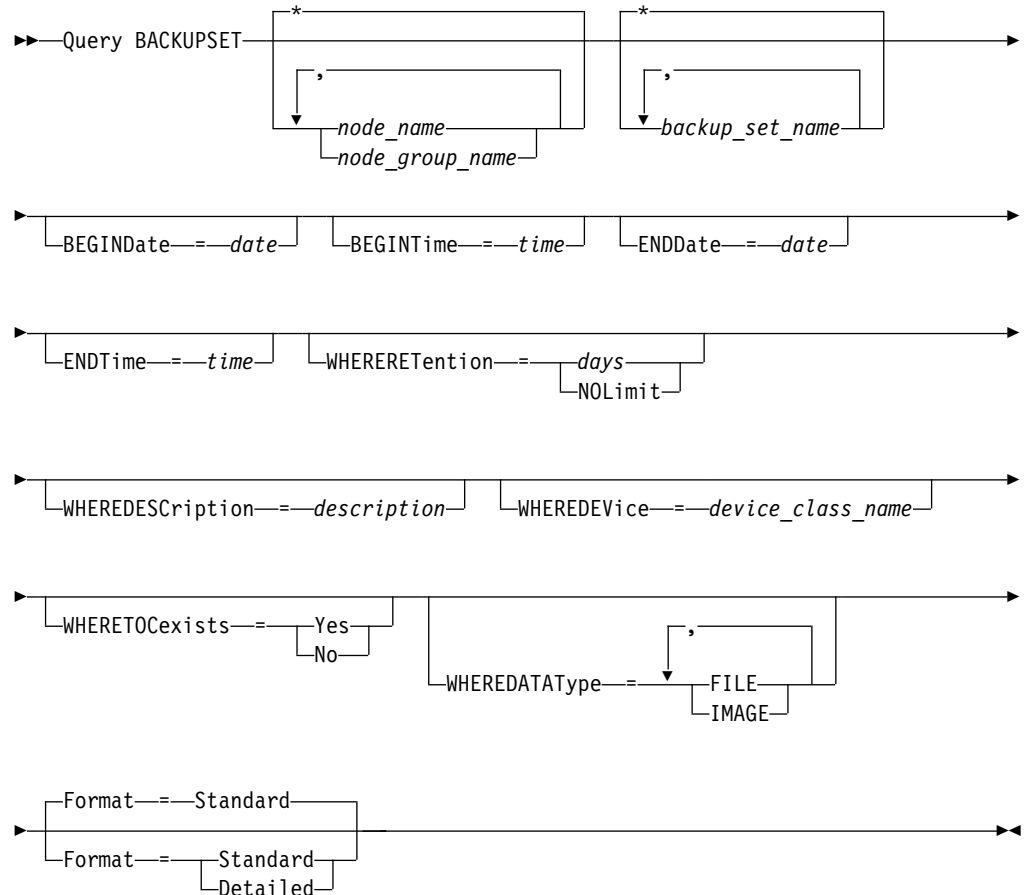 * *
Query BACKUPSET
, ,
node_name backup_set_name
node_group_name
BEGINDate = date BEGINTime = time ENDDate = date
ENDTime = time WHERERETention = days
NOLimit
WHEREDESCription = description WHEREDEVice = device_class_name
WHERETOCexists = Yes
No
,
WHEREDATAType = FILE
IMAGE
Format = Standard
Format = Standard
Detailed